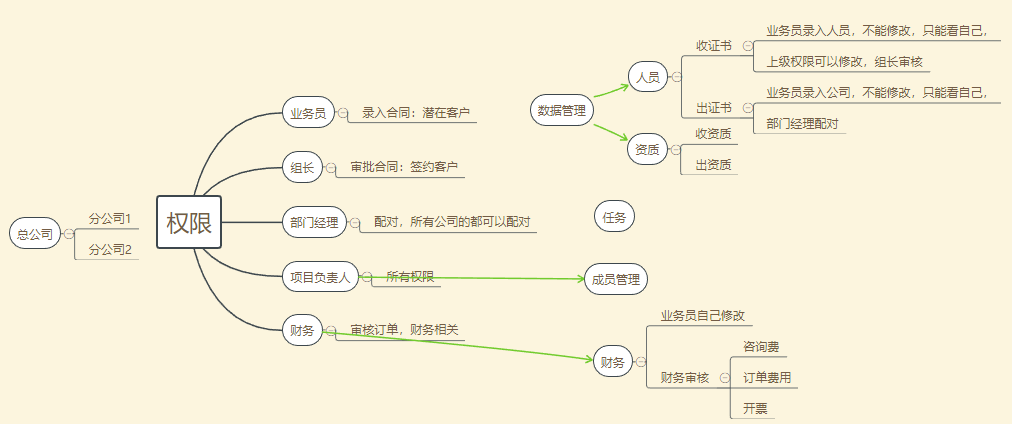 总公司
分公司1
分公司2
权限
业务员
录入合同：潜在客户
组长
审批合同：签约客户
部门经理
配对，所有公司的都可以配对
项目负责人
所有权限
财务
审核订单，财务相关
数据管理
人员
收证书
业务员录入人员，不能修改，只能看自己，
上级权限可以修改，组长审核
出证书
业务员录入公司，不能修改，只能看自己，
部门经理配对
资质
收资质
出资质
任务
成员管理
财务
业务员自己修改
财务审核
咨询费
订单费用
开票